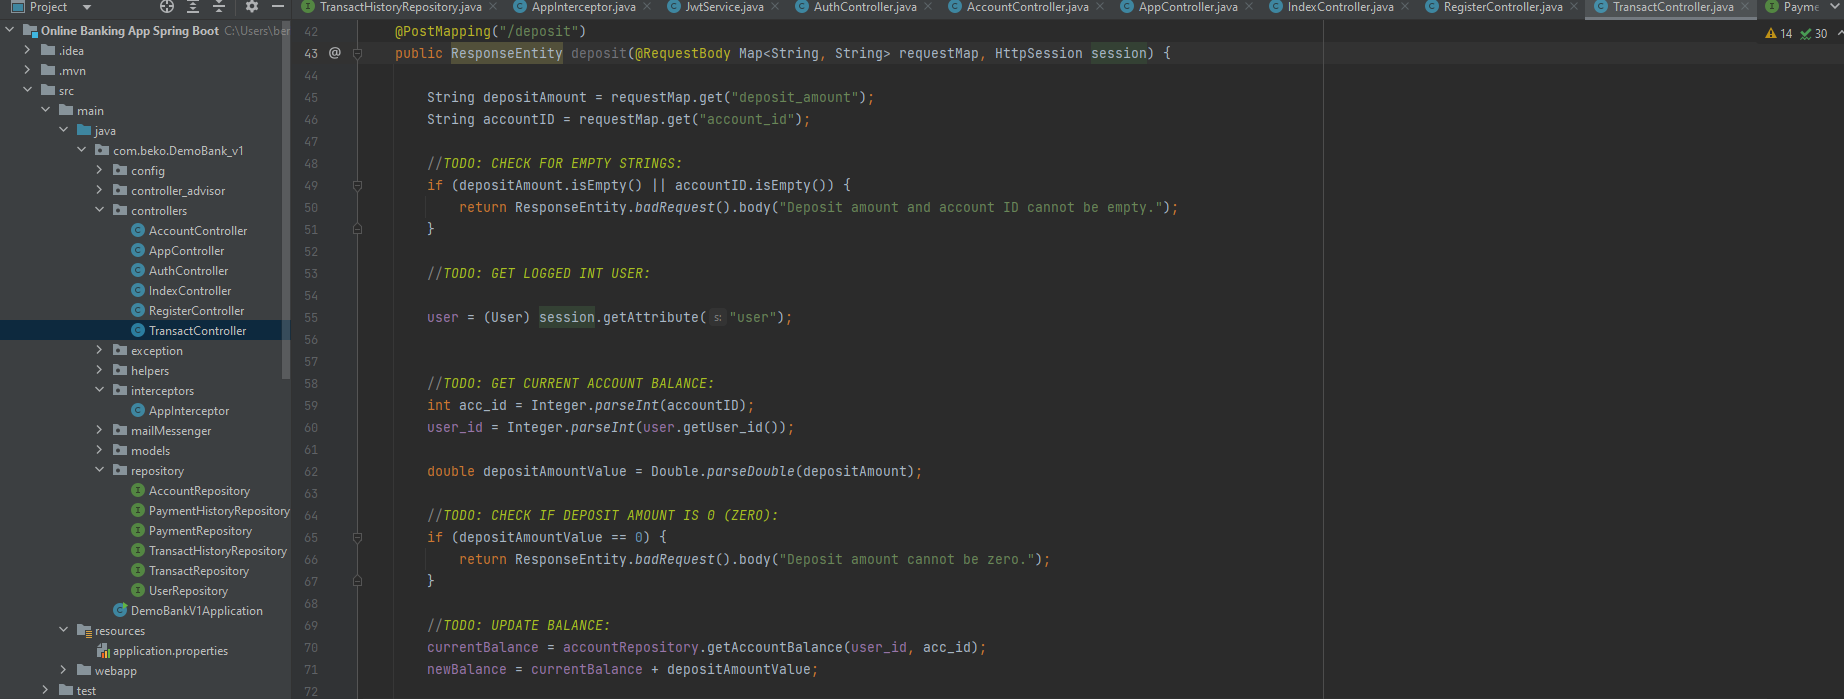 Project
TransactHistoryRepository.java
AppInterceptor.java
JwtService.java
AuthController.java
AccountController.java
AppController.java
IndexController.java
RegisterController.java
TransactController.java
Online Banking App Spring Boot C:\Users\
.idea
.mvn
src
main
java
com.beko.DemoBank_v1
config
controller_advisor
controllers
AccountController
AppController
AuthController
IndexController
RegisterController
TransactController
exception
helpers
interceptors
AppInterceptor
mailMessenger
models
repository
AccountRepository
PaymentHistoryRepository
PaymentRepository
TransactHistoryRepository
TransactRepository
UserRepository
DemoBankV1Application
resources
application.properties
webapp
test
14 30
42 @PostMapping("/deposit")
43 @ public ResponseEntity deposit(@RequestBody Map<String, String> requestMap, HttpSession session) {
44
45 String depositAmount = requestMap.get("deposit_amount");
46 String accountID = requestMap.get("account_id");
47
48 //TODO: CHECK FOR EMPTY STRINGS:
49 if (depositAmount.isEmpty() || accountID.isEmpty()) {
50 return ResponseEntity.badRequest().body("Deposit amount and account ID cannot be empty.");
51 }
52
53 //TODO: GET LOGGED INT USER:
54
55 user = (User) session.getAttribute( s: "user");
56
57
58 //TODO: GET CURRENT ACCOUNT BALANCE:
59 int acc_id = Integer.parseInt(accountID);
60 user_id = Integer.parseInt(user.getUser_id());
61
62 double depositAmountValue = Double.parseDouble(depositAmount);
63
64 //TODO: CHECK IF DEPOSIT AMOUNT IS 0 (ZERO):
65 if (depositAmountValue == 0) {
66 return ResponseEntity.badRequest().body("Deposit amount cannot be zero.");
67 }
68
69 //TODO: UPDATE BALANCE:
70 currentBalance = accountRepository.getAccountBalance(user_id, acc_id);
71 newBalance = currentBalance + depositAmountValue;
72